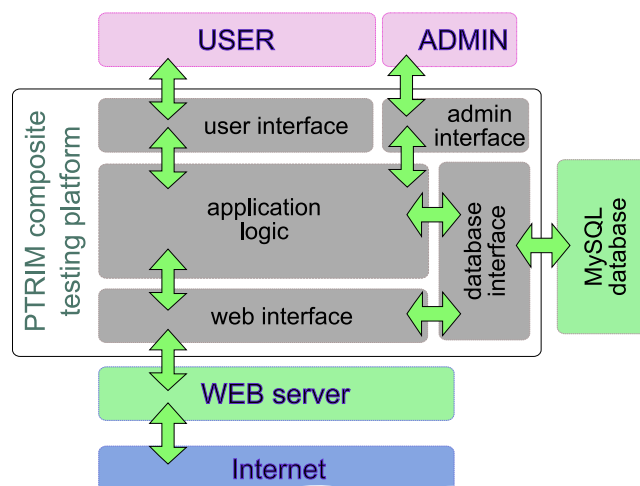 USER
ADMIN
PTRIM composite
testing platform
user interface
admin
interface
application
logic
database
interface
MySQL
database
web interface
WEB server
Internet